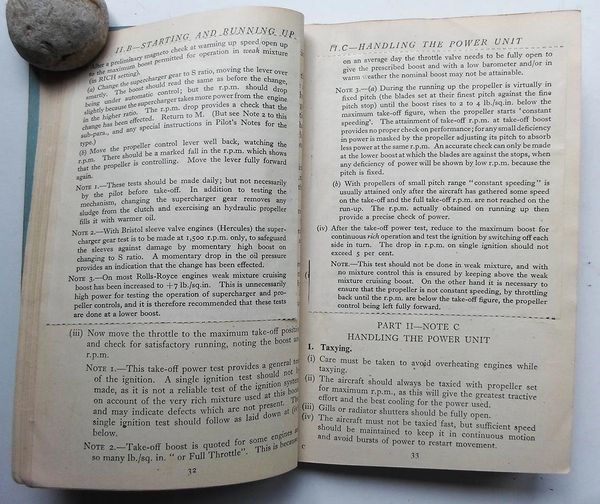 II.B—STARTING AND RUNNING UP
After a preliminary magneto check at warming up speed open up
to the maximum boost permitted for operation in weak mixture
(in RICH setting).
(a) Change the supercharger gear to S ratio, moving the lever over
smartly. The boost should read the same as before the change,
being under automatic control; but the r.p.m. should drop
slightly because the supercharger takes more power from the engine
in the higher ratio. The r.p.m. drop provides a check that the
change has been effected. Return to M. (But see Note 2 to this
sub-para., and any special instructions in Pilot's Notes for the
type.)
(b) Move the propeller control lever well back, watching the
r.p.m. There should be a marked fall in the r.p.m. which shows
that the propeller is controlling. Move the lever fully forward
again.
NOTE 1.—These tests should be made daily; but not necessarily
by the pilot before take-off. In addition to testing the
mechanism, changing the supercharger gear removes any
sludge from the clutch and exercising an hydraulic propeller
fills it with warmer oil.
NOTE 2.—With Bristol sleeve valve engines (Hercules) the super-
charger gear test is to be made at 1,500 r.p.m. only, to safeguard
the sleeves against damage by momentary high boost on
changing to S ratio. A momentary drop in the oil pressure
provides an indication that the change has been effected.
NOTE 3.—On most Rolls-Royce engines weak mixture cruising
boost has been increased to + 7 lb./sq.in. This is unnecessarily
high power for testing the operation of supercharger and pro-
peller controls, and it is therefore recommended that these tests
are done at a lower boost.
(iii) Now move the throttle to the maximum take-off position
and check for satisfactory running, noting the boost and
r.p.m.
NOTE 1.—This take-off power test provides a general test
of the ignition. A single ignition test should not be
made, as it is not a reliable test of the ignition system
on account of the very rich mixture used at this boost
and may indicate defects which are not present. The
single ignition test should follow as laid down at (iv)
below.
NOTE 2.—Take-off boost is quoted for some engines as
so many lb./sq. in. " or Full Throttle". This is because
32
II.C—HANDLING THE POWER UNIT
on an average day the throttle valve needs to be fully open to
give the prescribed boost and with a low barometer and/or in
warm weather the nominal boost may not be attainable.
NOTE 3.—(a) During the running up the propeller is virtually in
fixed pitch (the blades set at their finest pitch against the fine
pitch stop) until the boost rises to 2 to 4 lb./sq.in. below the
maximum take-off figure, when the propeller starts 'constant
speeding'. The attainment of take-off r.p.m. at take-off boost
provides no proper check on performance; for any small deficiency
in power is masked by the propeller adjusting its pitch to absorb
less power at the same r.p.m. An accurate check can only be made
at the lower boost at which the blades are against the stops, when
any deficiency of power will be shown by low r.p.m. because the
pitch is fixed.
(b) With propellers of small pitch range "constant speeding" is
usually attained only after the aircraft has gathered some speed
on the take-off and the full take-off r.p.m. are not reached on the
run-up. The r.p.m. actually obtained on running up then
provide a precise check of power.
(iv) After the take-off power test, reduce to the maximum boost for
continuous rich operation and test the ignition by switching off each
side in turn. The drop in r.p.m. on single ignition should not
exceed 5 per cent.
NOTE.—This test should not be done in weak mixture, and with
no mixture control this is ensured by keeping above the weak
mixture cruising boost. On the other hand it is necessary to
ensure that the propeller is not constant speeding, by throttling
back until the r.p.m. are below the take-off figure, the propeller
control being left fully forward.
PART II—NOTE C
HANDLING THE POWER UNIT
1. Taxying.
(i) Care must be taken to avoid overheating engines while
taxying.
(ii) The aircraft should always be taxied with propeller set
for maximum r.p.m., as this will give the greatest tractive
effort and the best cooling for the power used.
(iii) Gills or radiator shutters should be fully open.
(iv) The aircraft must not be taxied fast, but sufficient speed
should be maintained to keep it in continuous motion
and avoid bursts of power to restart movement.
C
33